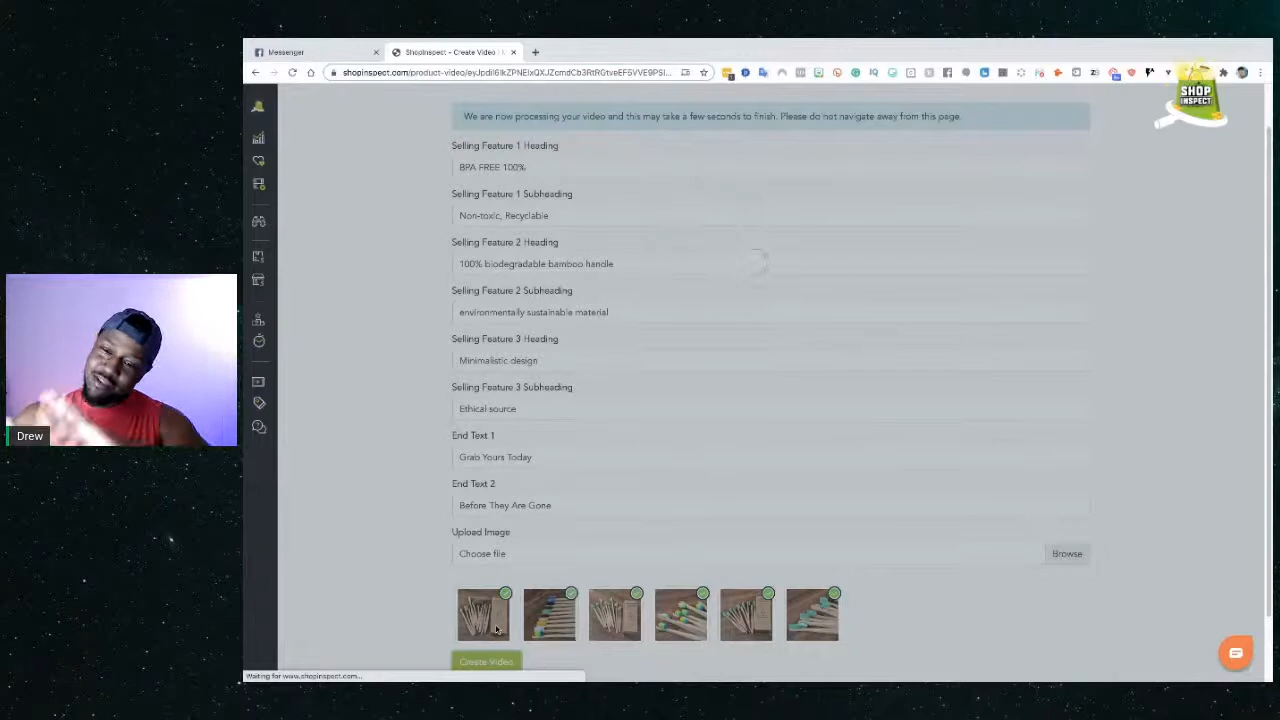 Messenger
ShopInspect - Create Video |
SHOP
INSPECT
We are now processing your video and this may take a few seconds to finish. Please do not navigate away from this page.
Selling Feature 1 Heading
BPA FREE 100%
Selling Feature 1 Subheading
Non-toxic, Recyclable
Selling Feature 2 Heading
100% biodegradable bamboo handle
Selling Feature 2 Subheading
environmentally sustainable material
Selling Feature 3 Heading
Minimalistic design
Selling Feature 3 Subheading
Ethical source
End Text 1
Grab Yours Today
End Text 2
Before They Are Gone
Upload Image
Choose file
Browse
Create Video
Waiting for www.shopinspect.com...
Drew